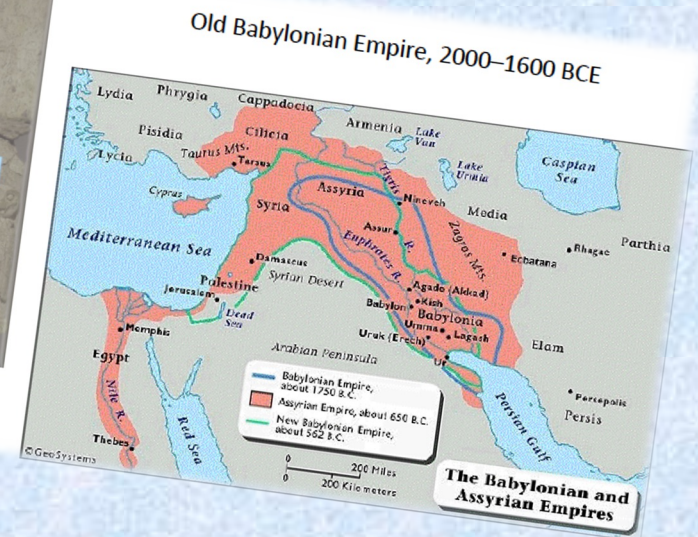 Old Babylonian Empire, 2000–1600 BCE
Lydia
Phrygia
Cappadocia
Armenia
Lake
Van
Lake
Urmia
Caspian
Sea
Pisidia
Cilicia
Lycia
Taurus Mts.
Tarsus
Tigris
R.
Assyria
Nineveh
Media
Cyprus
Syria
Assur
Zagros Mts.
Rhagae
Parthia
Ecbatana
Mediterranean Sea
Euphrates R.
Damascus
Syrian Desert
Palestine
Jerusalem
Dead
Sea
Agade (Akkad)
Kish
Babylon
Babylonia
Umma
Lagash
Uruk (Erech)
Ur
Elam
Memphis
Egypt
Arabian Peninsula
Persepolis
Persis
Persian Gulf
Nile R.
Red Sea
Thebes
Babylonian Empire,
about 1750 B.C.
Assyrian Empire, about 650 B.C.
New Babylonian Empire,
about 562 B.C.
0 200 Miles
0 200 Kilometers
©GeoSystems
The Babylonian and
Assyrian Empires